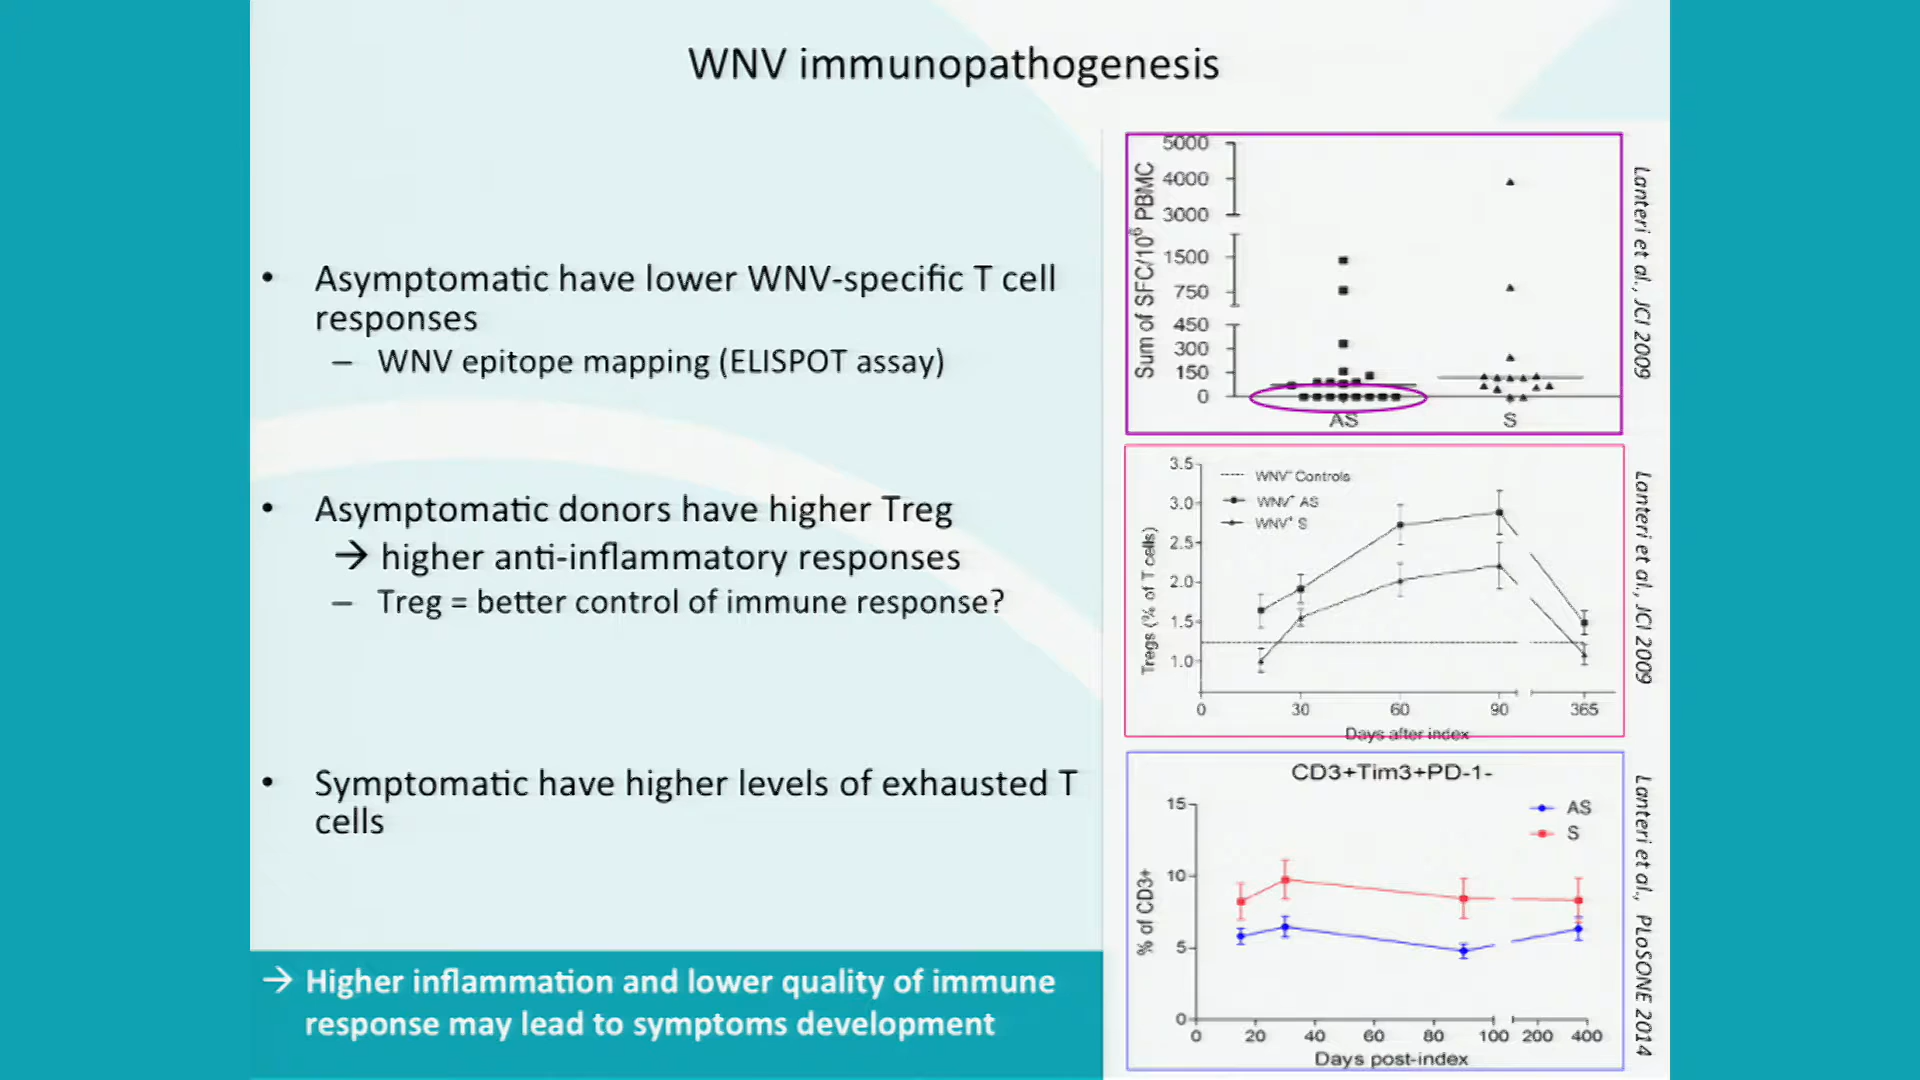 WNV immunopathogenesis
• Asymptomatic have lower WNV-specific T cell
responses
– WNV epitope mapping (ELISPOT assay)
• Asymptomatic donors have higher Treg
→ higher anti-inflammatory responses
– Treg = better control of immune response?
• Symptomatic have higher levels of exhausted T
cells
→ Higher inflammation and lower quality of immune
response may lead to symptoms development
Sum of SFC/10⁶ PBMC
5000
4000
3000
1500
750
450
300
150
0
AS S
Lanteri et al., JCI 2009
Tregs (% of T cells)
3.5
3.0
2.5
2.0
1.5
1.0
WNV⁻ Controls
WNV⁺ AS
WNV⁺ S
0 30 60 90 365
Days after index
Lanteri et al., JCI 2009
CD3+Tim3+PD-1-
% of CD3+
15
10
5
0
AS
S
0 20 40 60 80 100 200 400
Days post-index
Lanteri et al., PLoSONE 2014